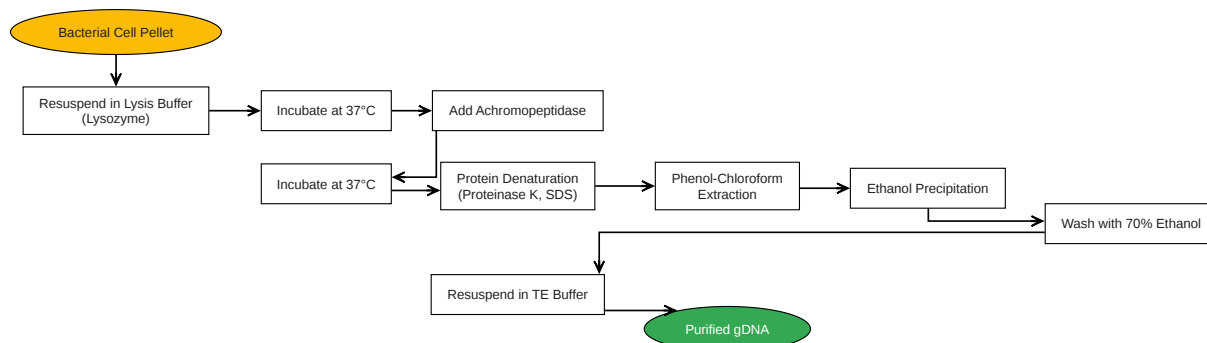 Bacterial Cell Pellet
Resuspend in Lysis Buffer
(Lysozyme)
Incubate at 37°C
Add Achromopeptidase
Incubate at 37°C
Protein Denaturation
(Proteinase K, SDS)
Phenol-Chloroform
Extraction
Ethanol Precipitation
Wash with 70% Ethanol
Resuspend in TE Buffer
Purified gDNA